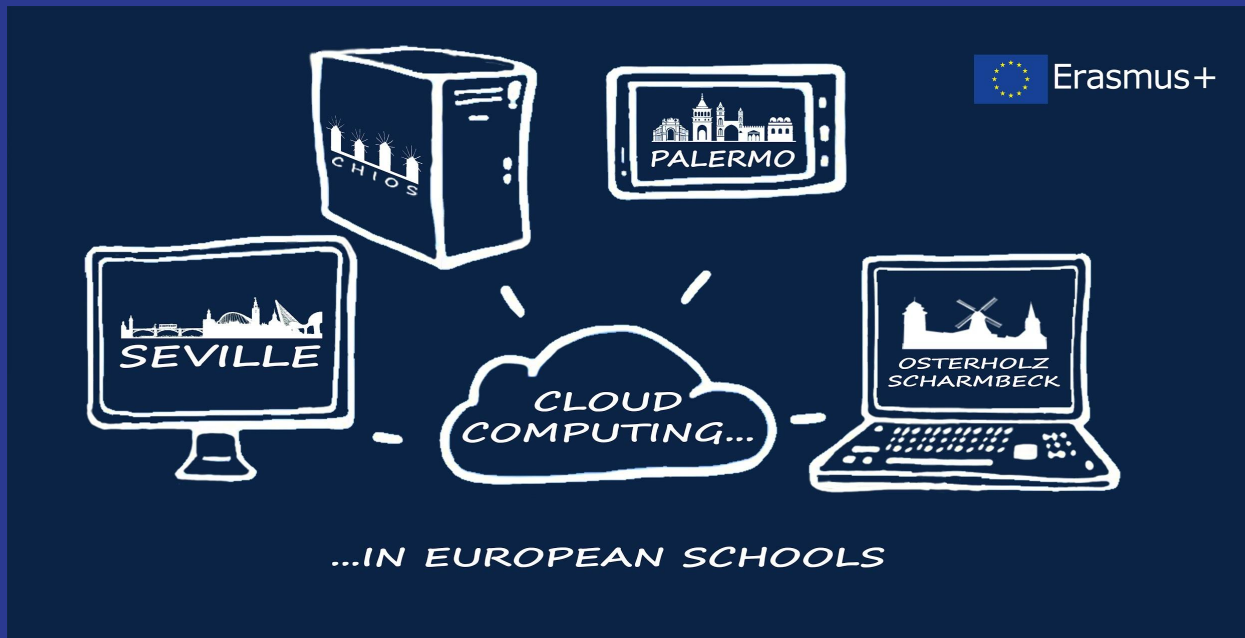 Erasmus+
CHIOS
PALERMO
SEVILLE
OSTERHOLZ
SCHARMBECK
CLOUD
COMPUTING...
...IN EUROPEAN SCHOOLS